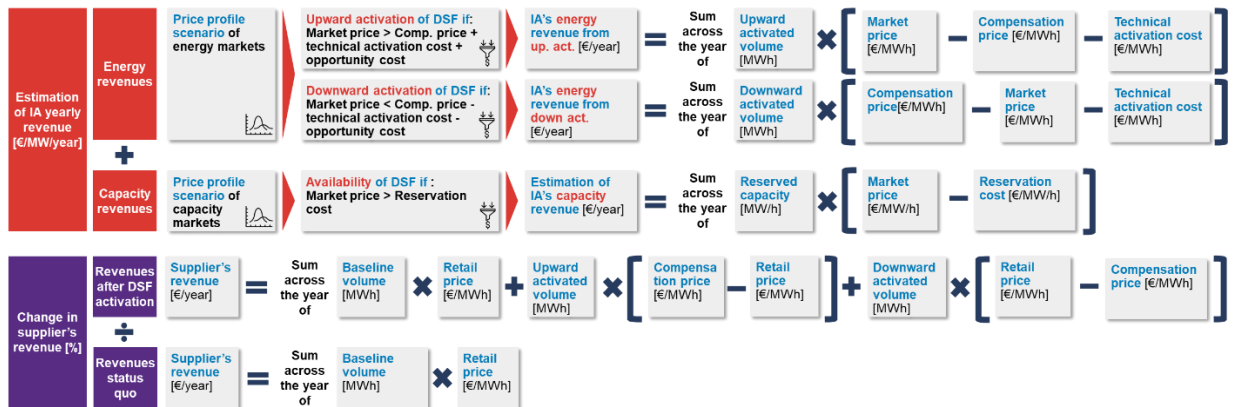 Estimation
of IA yearly
revenue
[€/MW/year]
Energy
revenues
+
Capacity
revenues
Price profile
scenario of
energy markets
Upward activation of DSF if:
Market price > Comp. price +
technical activation cost +
opportunity cost
IA's energy
revenue from
up. act. [€/year]
=
Sum
across
the year
of
Upward
activated
volume
[MWh]
×
[
Market
price
[€/MWh]
–
Compensation
price [€/MWh]
–
Technical
activation cost
[€/MWh]
]
Downward activation of DSF if:
Market price < Comp. price -
technical activation cost -
opportunity cost
IA's energy
revenue from
down act.
[€/year]
=
Sum
across
the year
of
Downward
activated
volume
[MWh]
×
[
Compensation
price[€/MWh]
–
Market
price
[€/MWh]
–
Technical
activation cost
[€/MWh]
]
Price profile
scenario of
capacity
markets
Availability of DSF if :
Market price > Reservation
cost
Estimation of
IA's capacity
revenue [€/year]
=
Sum
across
the year
of
Reserved
capacity
[MW/h]
×
[
Market
price
[€/MW/h]
–
Reservation
cost [€/MW/h]
]
Change in
supplier's
revenue [%]
Revenues
after DSF
activation
÷
Revenues
status
quo
Supplier's
revenue
[€/year]
=
Sum
across
the year
of
Baseline
volume
[MWh]
×
Retail
price
[€/MWh]
+
Upward
activated
volume
[MWh]
×
[
Compensa
tion price
[€/MWh]
–
Retail
price
[€/MWh]
]
+
Downward
activated
volume
[MWh]
×
[
Retail
price
[€/MWh]
–
Compensation
price [€/MWh]
]
Supplier's
revenue
[€/year]
=
Sum
across
the year
of
Baseline
volume
[MWh]
×
Retail
price
[€/MWh]